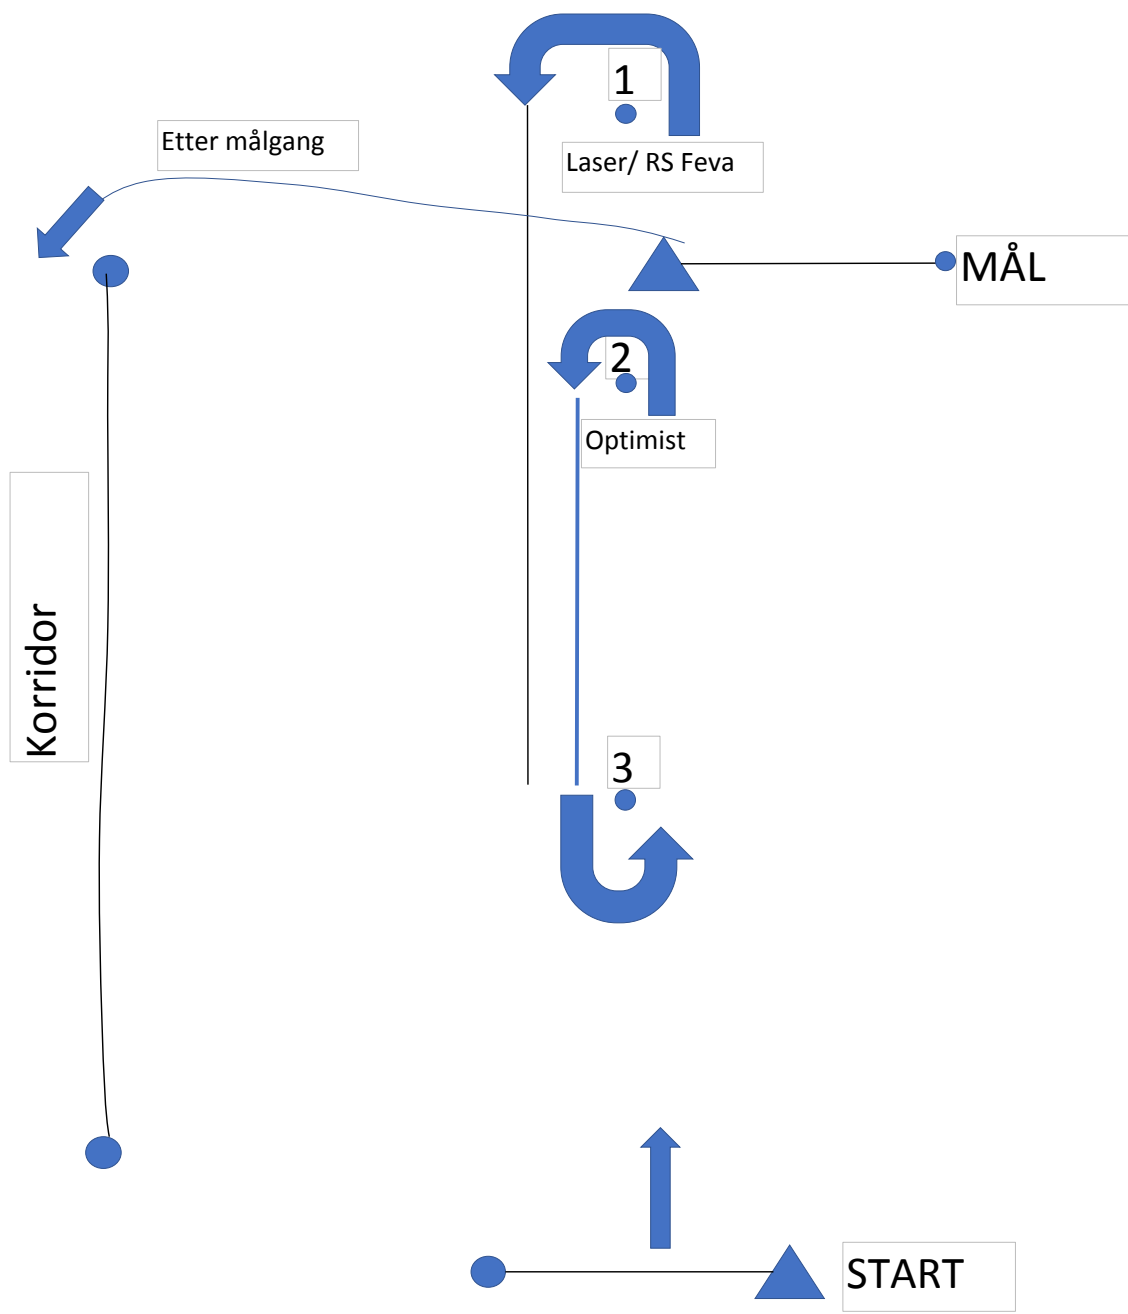 1
Etter målgang
Laser/ RS Feva
MÅL
2
Optimist
Korridor
3
START